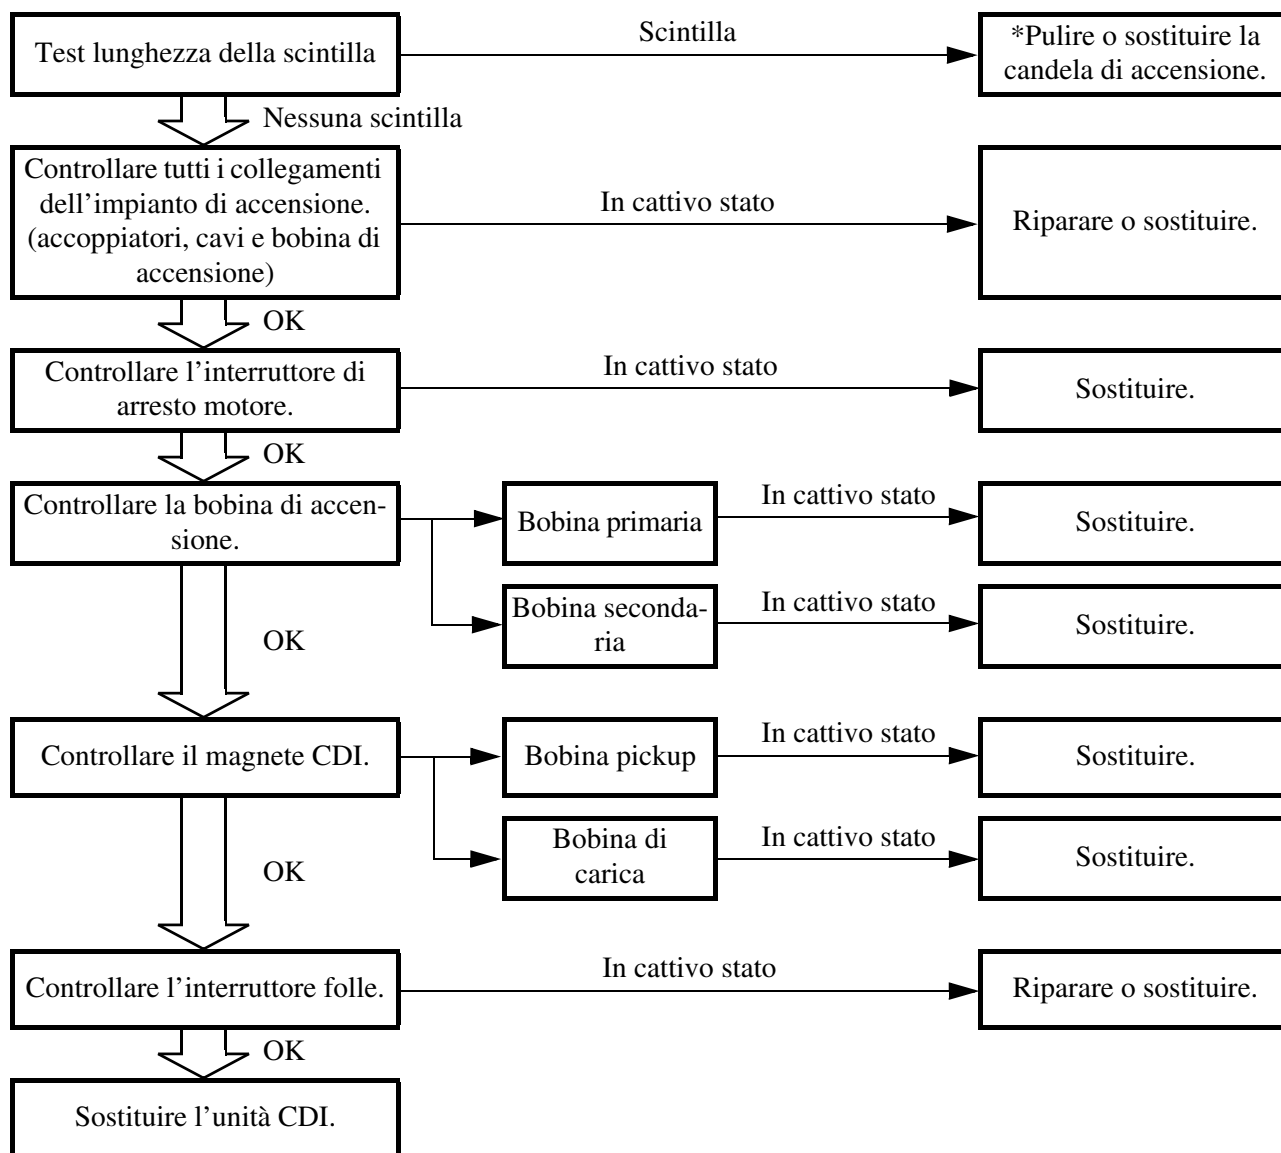 Test lunghezza della scintilla
Scintilla
*Pulire o sostituire la
candela di accensione.
Nessuna scintilla
Controllare tutti i collegamenti
dell’impianto di accensione.
(accoppiatori, cavi e bobina di
accensione)
In cattivo stato
Riparare o sostituire.
OK
Controllare l’interruttore di
arresto motore.
In cattivo stato
Sostituire.
OK
Controllare la bobina di accen-
sione.
Bobina primaria
In cattivo stato
Sostituire.
Bobina seconda-
ria
In cattivo stato
Sostituire.
OK
Controllare il magnete CDI.
Bobina pickup
In cattivo stato
Sostituire.
Bobina di
carica
In cattivo stato
Sostituire.
OK
Controllare l’interruttore folle.
In cattivo stato
Riparare o sostituire.
OK
Sostituire l’unità CDI.